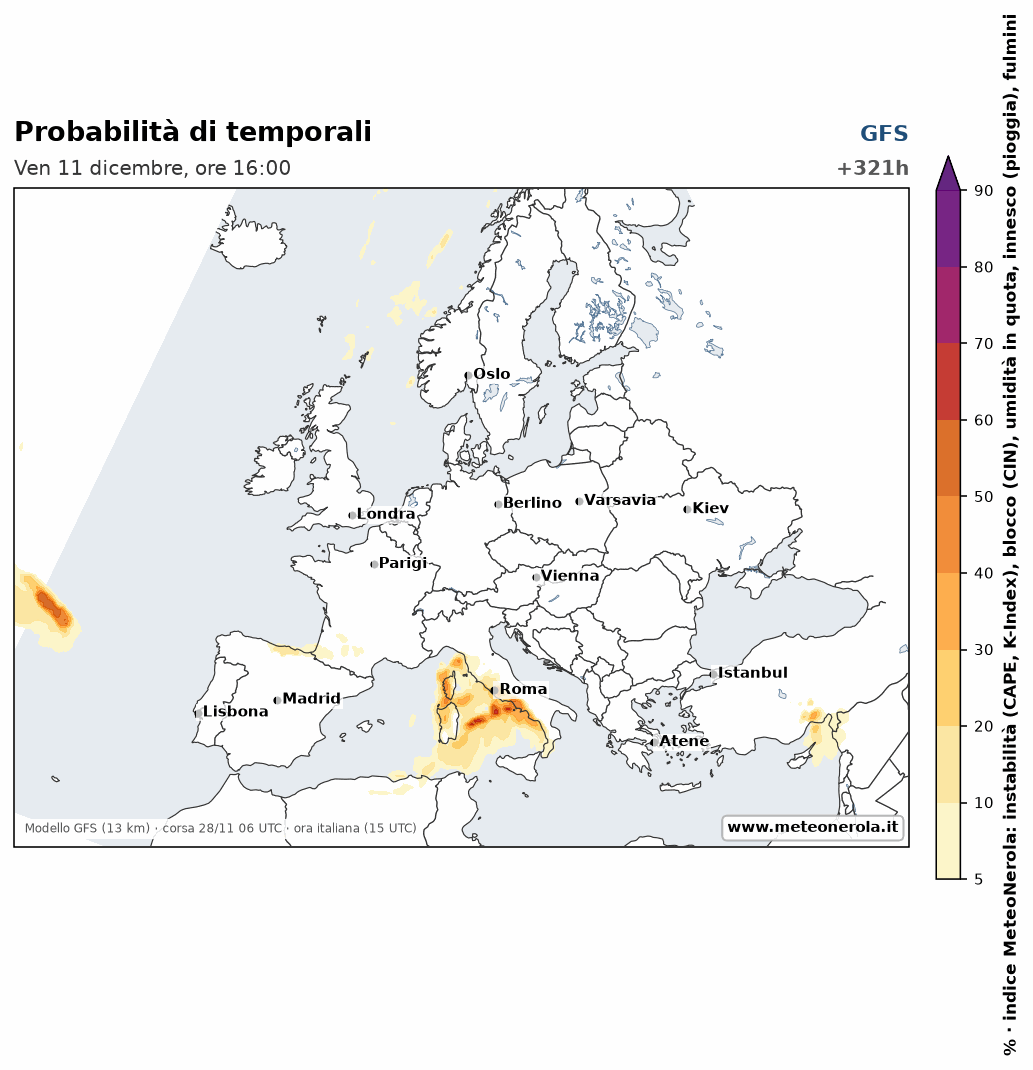 Probabilità di temporali
GFS
Ven 11 dicembre, ore 16:00
+321h
Oslo
Londra
Berlino
Varsavia
Kiev
Parigi
Vienna
Istanbul
Roma
Madrid
Lisbona
Atene
Modello GFS (13 km) · corsa 28/11 06 UTC · ora italiana (15 UTC)
www.meteonerola.it
90
80
70
60
50
40
30
20
10
5
% · indice MeteoNerola: instabilità (CAPE, K-Index), blocco (CIN), umidità in quota, innesco (pioggia), fulmini